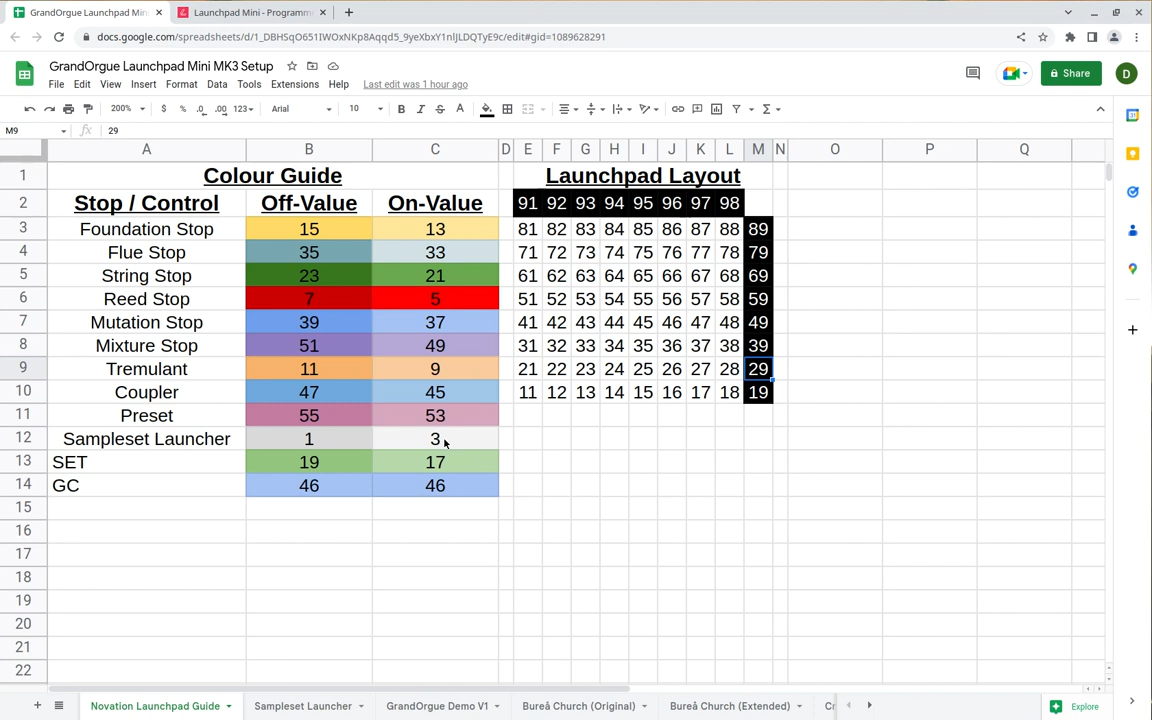 GrandOrgue Launchpad Min
Launchpad Mini - Programm
docs.google.com/spreadsheets/d/1_DBHSqO651IWOxNKp8Aqqd5_9yeXbxY1nlJLDQTyE9c/edit#gid=1089628291
GrandOrgue Launchpad Mini MK3 Setup
File Edit View Insert Format Data Tools Extensions Help Last edit was 1 hour ago
Share
D
200% $ % .0 .00 123 Arial 10 B I S A
M9 fx 29
A B C D E F G H I J K L M N O P Q
1 Colour Guide Launchpad Layout
2 Stop / Control Off-Value On-Value 91 92 93 94 95 96 97 98
3 Foundation Stop 15 13 81 82 83 84 85 86 87 88 89
4 Flue Stop 35 33 71 72 73 74 75 76 77 78 79
5 String Stop 23 21 61 62 63 64 65 66 67 68 69
6 Reed Stop 7 5 51 52 53 54 55 56 57 58 59
7 Mutation Stop 39 37 41 42 43 44 45 46 47 48 49
8 Mixture Stop 51 49 31 32 33 34 35 36 37 38 39
9 Tremulant 11 9 21 22 23 24 25 26 27 28 29
10 Coupler 47 45 11 12 13 14 15 16 17 18 19
11 Preset 55 53
12 Sampleset Launcher 1 3
13 SET 19 17
14 GC 46 46
15
16
17
18
19
20
21
22
Novation Launchpad Guide Sampleset Launcher GrandOrgue Demo V1 Bureå Church (Original) Bureå Church (Extended) Cr Explore